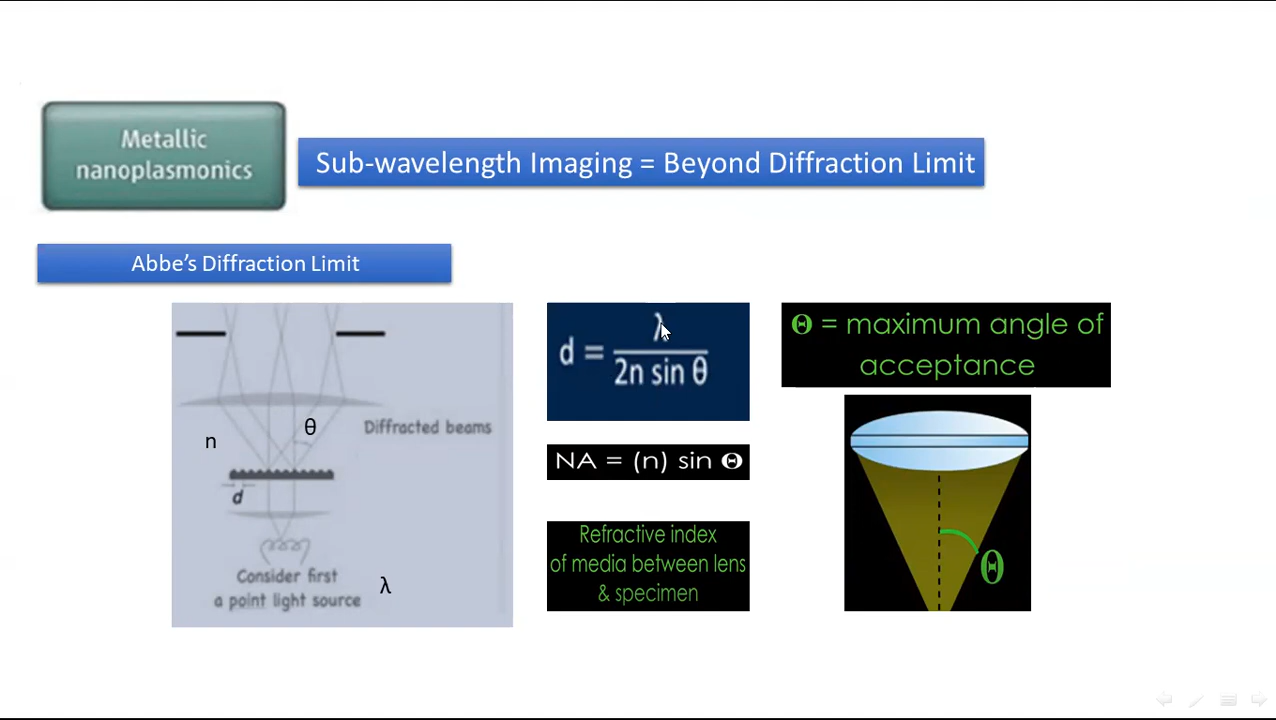 Metallic
nanoplasmonics
Sub-wavelength Imaging = Beyond Diffraction Limit
Abbe's Diffraction Limit
n
θ
Diffracted beams
d
Consider first
a point light source
λ
d = λ / 2n sin θ
NA = (n) sin Θ
Refractive index
of media between lens
& specimen
Θ = maximum angle of
acceptance
Θ